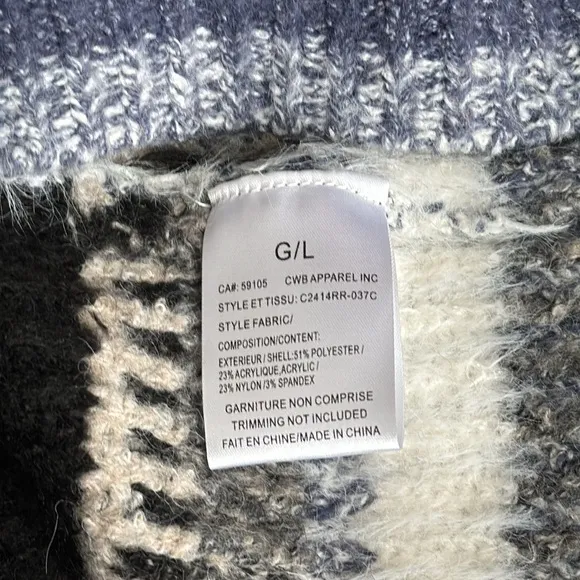 G/L
CA#: 59105 CWB APPAREL INC
STYLE ET TISSU: C2414RR-037C
STYLE FABRIC/
COMPOSITION/CONTENT:
EXTERIEUR / SHELL:51% POLYESTER /
23% ACRYLIQUE,ACRYLIC /
23% NYLON /3% SPANDEX
GARNITURE NON COMPRISE
TRIMMING NOT INCLUDED
FAIT EN CHINE/MADE IN CHINA